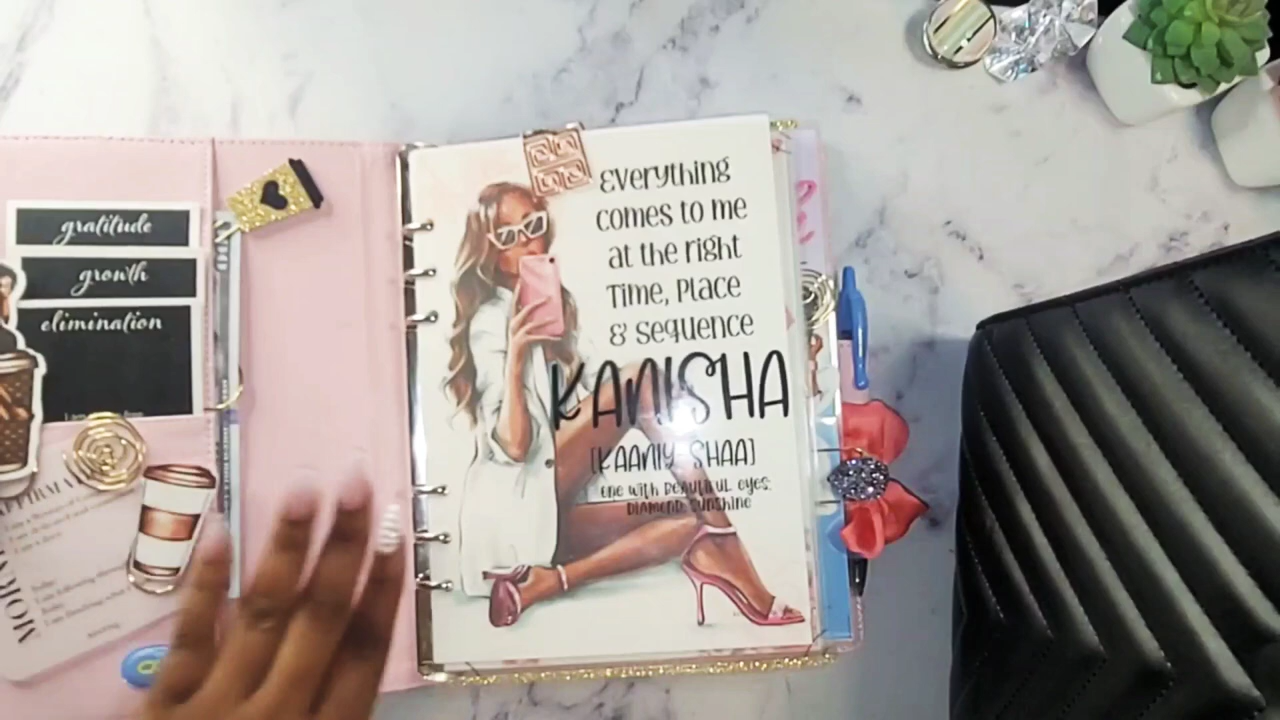 gratitude
growth
elimination
Everything
comes to me
at the right
Time, Place
& sequence
KANISHA
[KAANIY-SHAA]
one with BEAUTIFUL eyes;
DIAMOND; sunshine